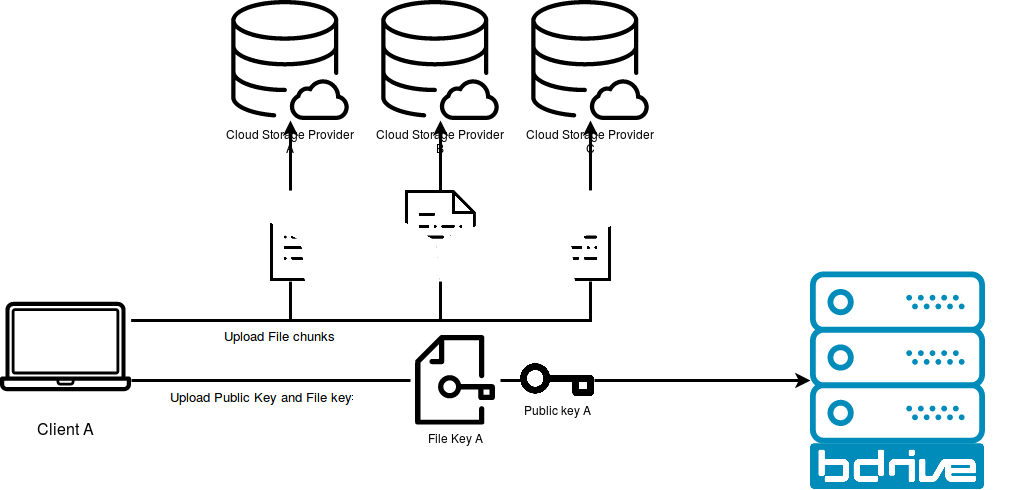 Cloud Storage Provider
A
Cloud Storage Provider
B
Cloud Storage Provider
C
Upload File chunks
Upload Public Key and File key:
Client A
File Key A
Public key A
bdrive